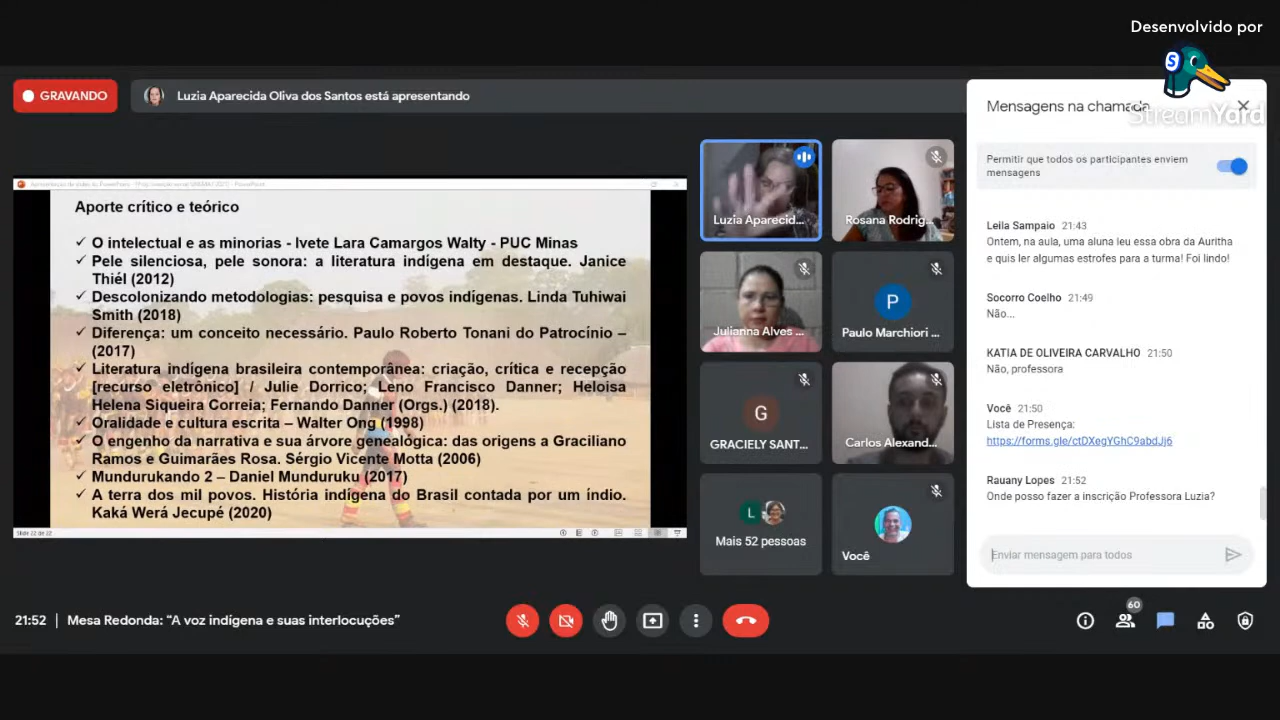 Desenvolvido por
StreamYard
GRAVANDO
Luzia Aparecida Oliva dos Santos está apresentando
Aporte crítico e teórico
✓ O intelectual e as minorias - Ivete Lara Camargos Walty - PUC Minas
✓ Pele silenciosa, pele sonora: a literatura indígena em destaque. Janice
Thiél (2012)
✓ Descolonizando metodologias: pesquisa e povos indígenas. Linda Tuhiwai
Smith (2018)
✓ Diferença: um conceito necessário. Paulo Roberto Tonani do Patrocínio –
(2017)
✓ Literatura indígena brasileira contemporânea: criação, crítica e recepção
[recurso eletrônico] / Julie Dorrico; Leno Francisco Danner; Heloisa
Helena Siqueira Correia; Fernando Danner (Orgs.) (2018).
✓ Oralidade e cultura escrita – Walter Ong (1998)
✓ O engenho da narrativa e sua árvore genealógica: das origens a Graciliano
Ramos e Guimarães Rosa. Sérgio Vicente Motta (2006)
✓ Mundurukando 2 – Daniel Munduruku (2017)
✓ A terra dos mil povos. História indígena do Brasil contada por um índio.
Kaká Werá Jecupé (2020)
Slide 22 de 22
Luzia Aparecid...
Rosana Rodrig...
Julianna Alves ...
P
Paulo Marchiori ...
G
GRACIELY SANT...
Carlos Alexand...
L
Mais 52 pessoas
Você
Mensagens na chamada
Permitir que todos os participantes enviem
mensagens
Leila Sampaio 21:43
Ontem, na aula, uma aluna leu essa obra da Auritha
e quis ler algumas estrofes para a turma! Foi lindo!
Socorro Coelho 21:49
Não...
KATIA DE OLIVEIRA CARVALHO 21:50
Não, professora
Você 21:50
Lista de Presença:
https://forms.gle/ctDXegYGhC9abdJj6
Rauany Lopes 21:52
Onde posso fazer a inscrição Professora Luzia?
Enviar mensagem para todos
21:52 | Mesa Redonda: “A voz indígena e suas interlocuções”
60